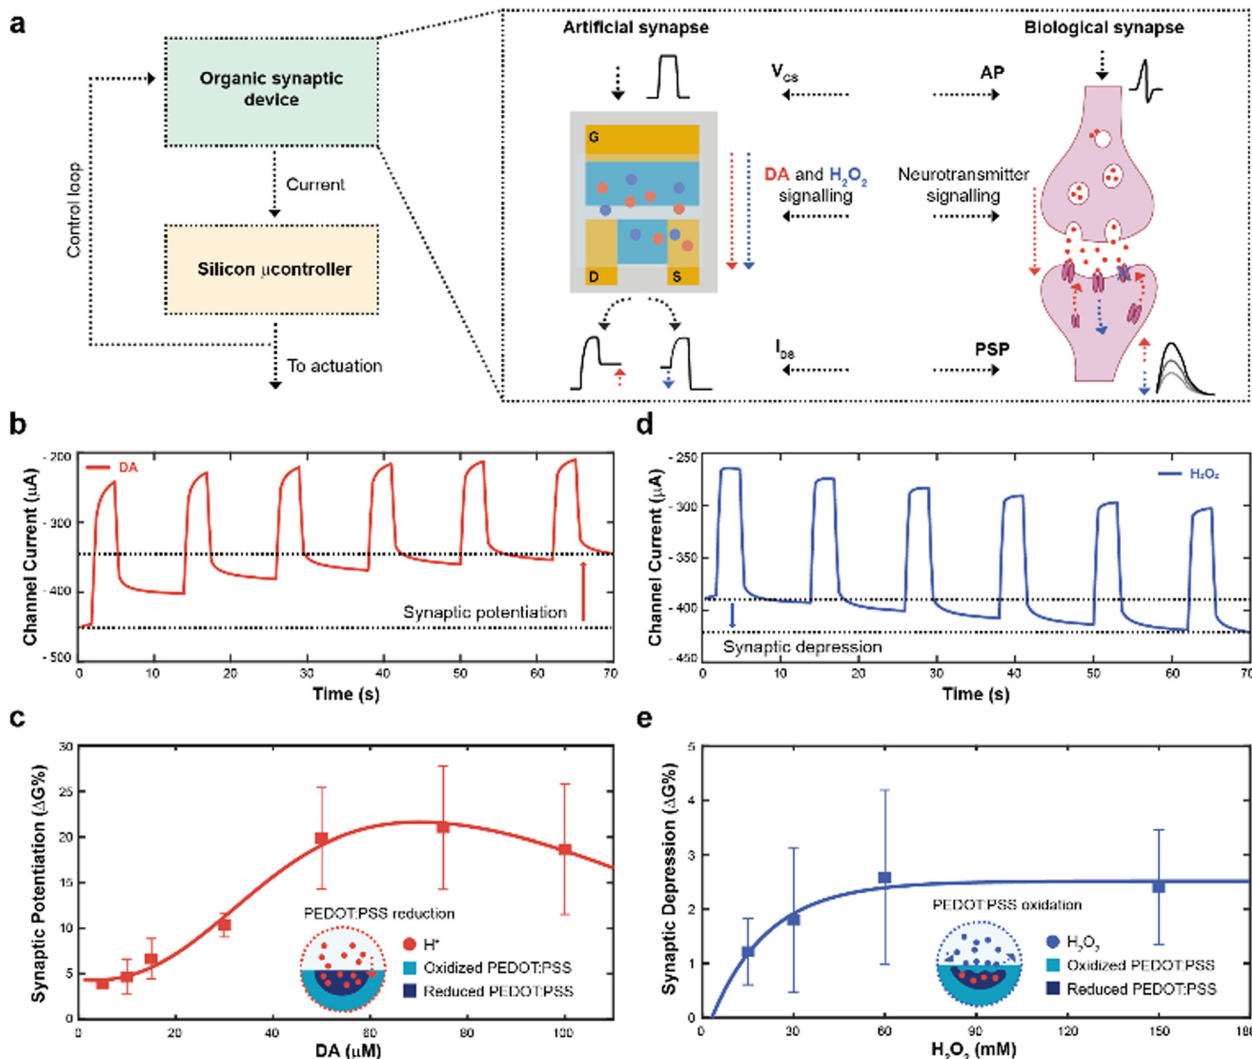 a
Organic synaptic
device
Control loop
Current
Silicon μcontroller
To actuation
Artificial synapse
Biological synapse
V_GS
AP
G
D
S
DA and H₂O₂
signalling
Neurotransmitter
signalling
I_DS
PSP
b
Channel Current (μA)
- 200
- 300
- 400
- 500
DA
Synaptic potentiation
0
10
20
30
40
50
60
70
Time (s)
d
Channel Current (μA)
- 250
- 300
- 350
- 400
- 450
H₂O₂
Synaptic depression
0
10
20
30
40
50
60
70
Time (s)
c
Synaptic Potentiation (ΔG%)
30
25
20
15
10
5
0
PEDOT:PSS reduction
H⁺
Oxidized PEDOT:PSS
Reduced PEDOT:PSS
0
20
40
60
80
100
DA (μM)
e
Synaptic Depression (ΔG%)
5
4
3
2
1
0
PEDOT:PSS oxidation
H₂O₂
Oxidized PEDOT:PSS
Reduced PEDOT:PSS
0
30
60
90
120
150
180
H₂O₂ (mM)